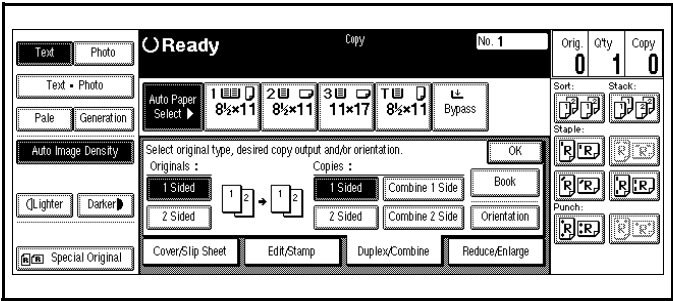 Text Photo
Text • Photo
Pale Generation
Auto Image Density
Lighter Darker
Special Original
Ready Copy No. 1
Auto Paper
Select ▶
1
8½×11
2
8½×11
3
11×17
T
8½×11
Bypass
Select original type, desired copy output and/or orientation. OK
Originals : Copies :
1 Sided 1 2 → 1 2 1 Sided Combine 1 Side Book
2 Sided 2 Sided Combine 2 Side Orientation
Cover/Slip Sheet Edit/Stamp Duplex/Combine Reduce/Enlarge
Orig. Q'ty Copy
0 1 0
Sort: Stack:
Staple:
Punch: